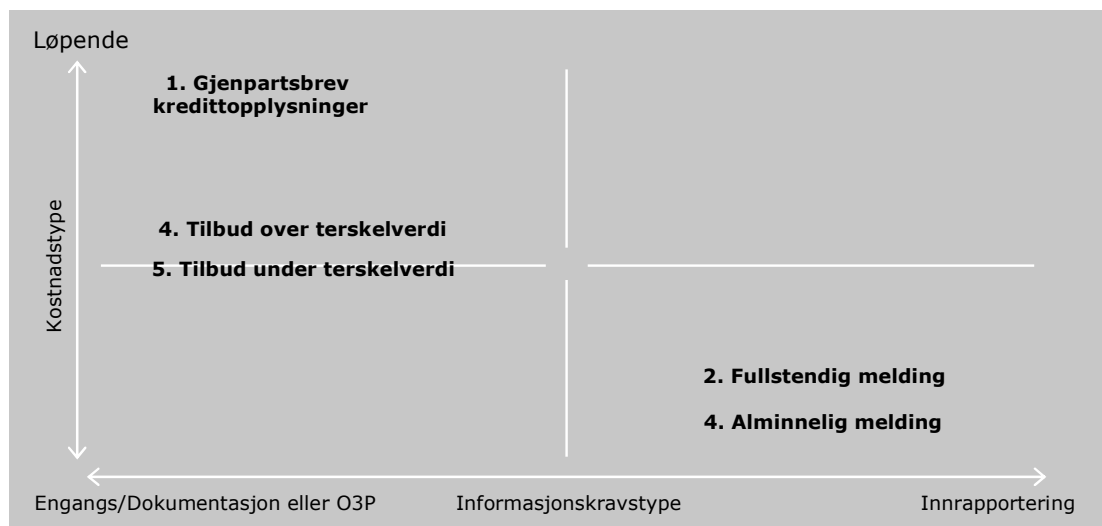 Løpende
1. Gjenpartsbrev
kredittopplysninger
4. Tilbud over terskelverdi
5. Tilbud under terskelverdi
Kostnadstype
2. Fullstendig melding
4. Alminnelig melding
Engangs/Dokumentasjon eller O3P
Informasjonskravstype
Innrapportering